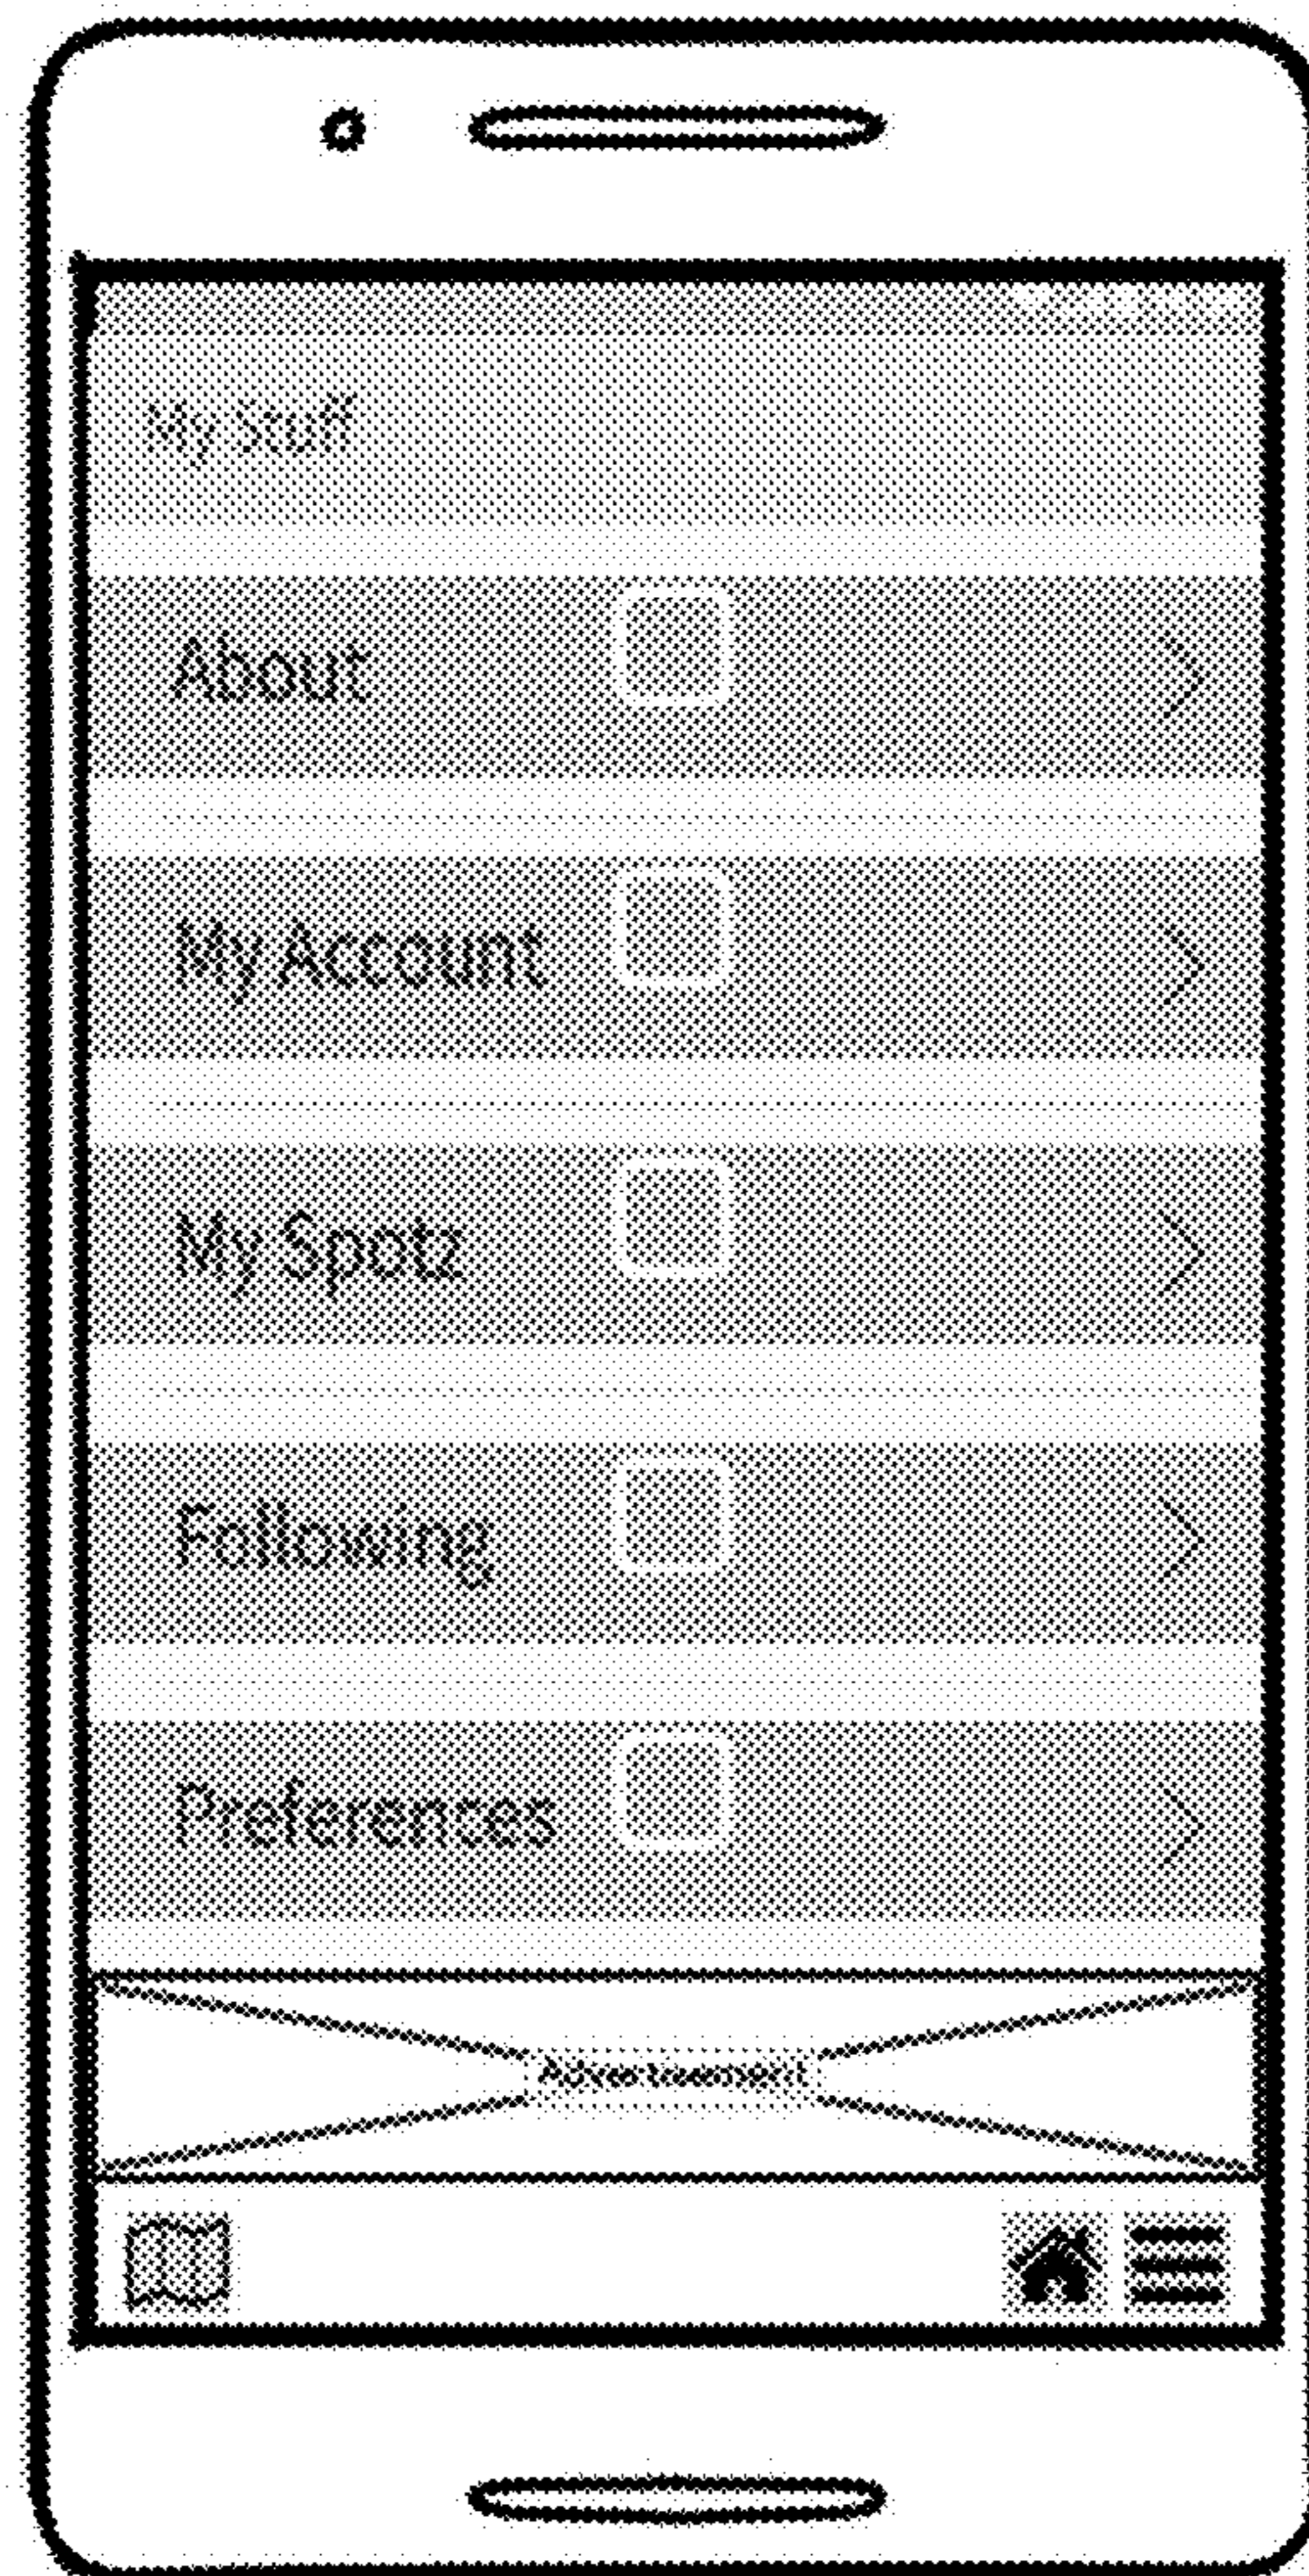 My Stuff
About
My Account
My Spotz
Following
Preferences
Advertisement